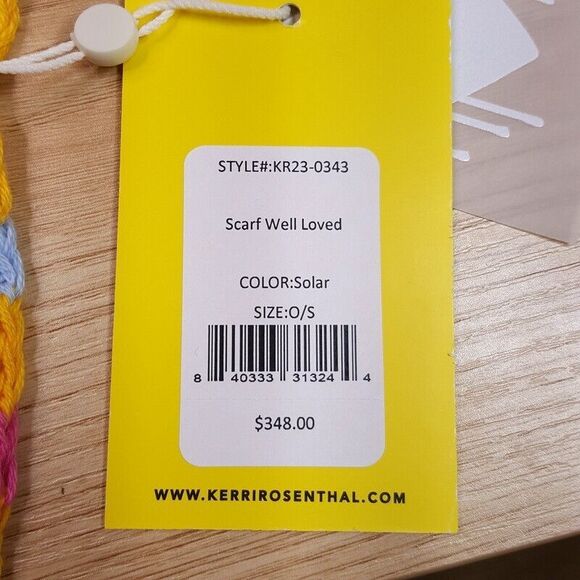 STYLE#:KR23-0343
Scarf Well Loved
COLOR:Solar
SIZE:O/S
8 40333 31324 4
$348.00
WWW.KERRIROSENTHAL.COM